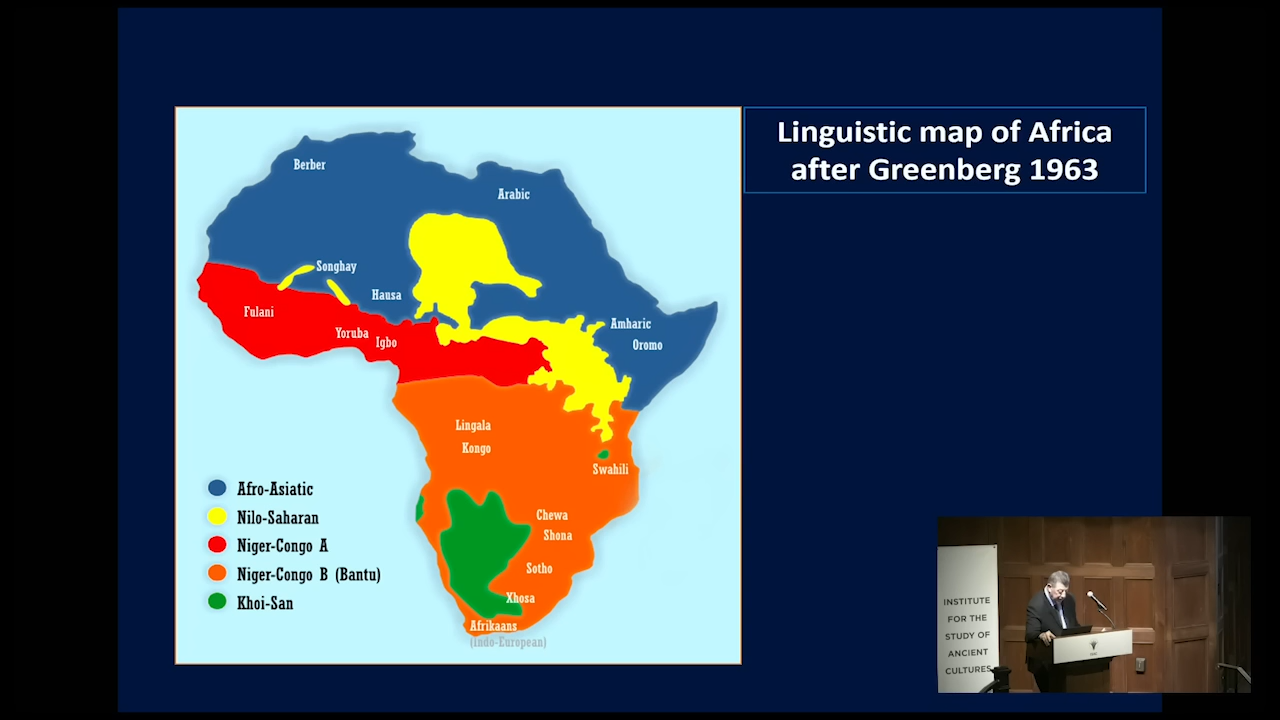 Linguistic map of Africa
after Greenberg 1963
Berber
Arabic
Songhay
Hausa
Fulani
Yoruba
Igbo
Amharic
Oromo
Lingala
Kongo
Swahili
Chewa
Shona
Sotho
Xhosa
Afrikaans
(Indo-European)
Afro-Asiatic
Nilo-Saharan
Niger-Congo A
Niger-Congo B (Bantu)
Khoi-San
INSTITUTE
FOR THE
STUDY OF
ANCIENT
CULTURES